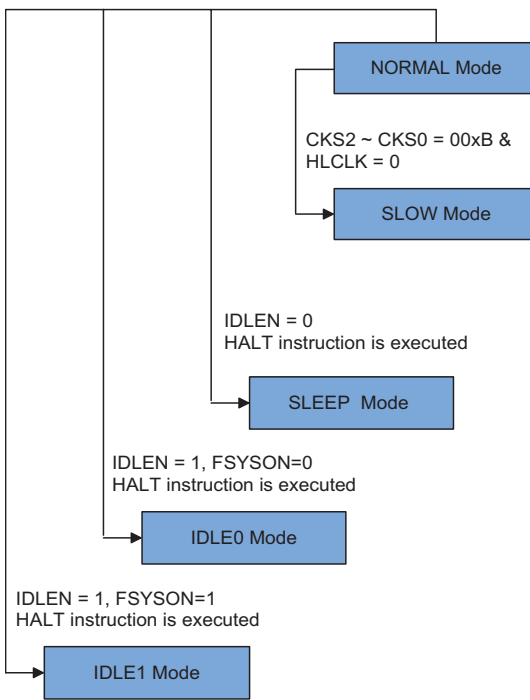 NORMAL Mode
CKS2 ~ CKS0 = 00xB &
HLCLK = 0
SLOW Mode
IDLEN = 0
HALT instruction is executed
SLEEP Mode
IDLEN = 1, FSYSON=0
HALT instruction is executed
IDLE0 Mode
IDLEN = 1, FSYSON=1
HALT instruction is executed
IDLE1 Mode